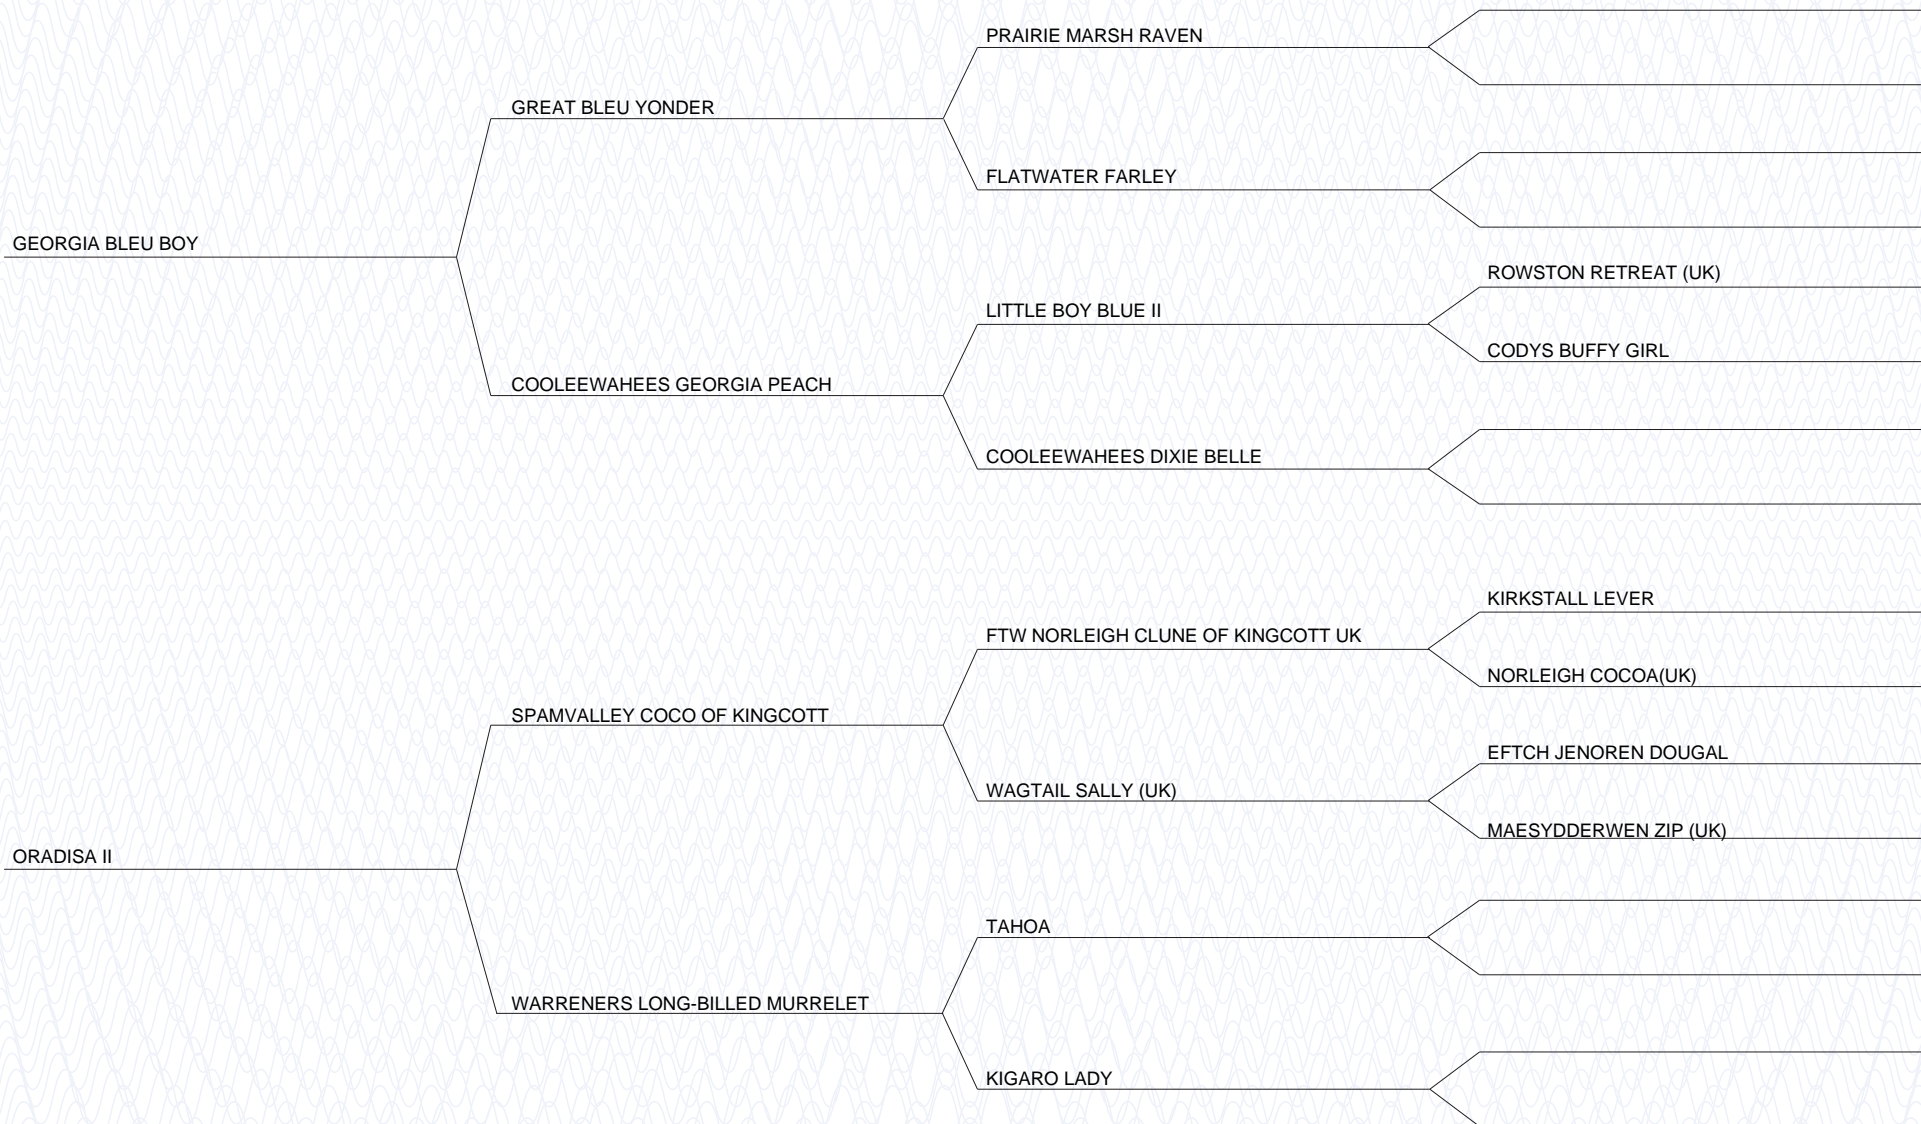 PRAIRIE MARSH RAVEN
GREAT BLEU YONDER
FLATWATER FARLEY
GEORGIA BLEU BOY
ROWSTON RETREAT (UK)
LITTLE BOY BLUE II
CODYS BUFFY GIRL
COOLEEWAHEES GEORGIA PEACH
COOLEEWAHEES DIXIE BELLE
KIRKSTALL LEVER
FTW NORLEIGH CLUNE OF KINGCOTT UK
NORLEIGH COCOA(UK)
SPAMVALLEY COCO OF KINGCOTT
EFTCH JENOREN DOUGAL
WAGTAIL SALLY (UK)
MAESYDDERWEN ZIP (UK)
ORADISA II
TAHOA
WARRENERS LONG-BILLED MURRELET
KIGARO LADY